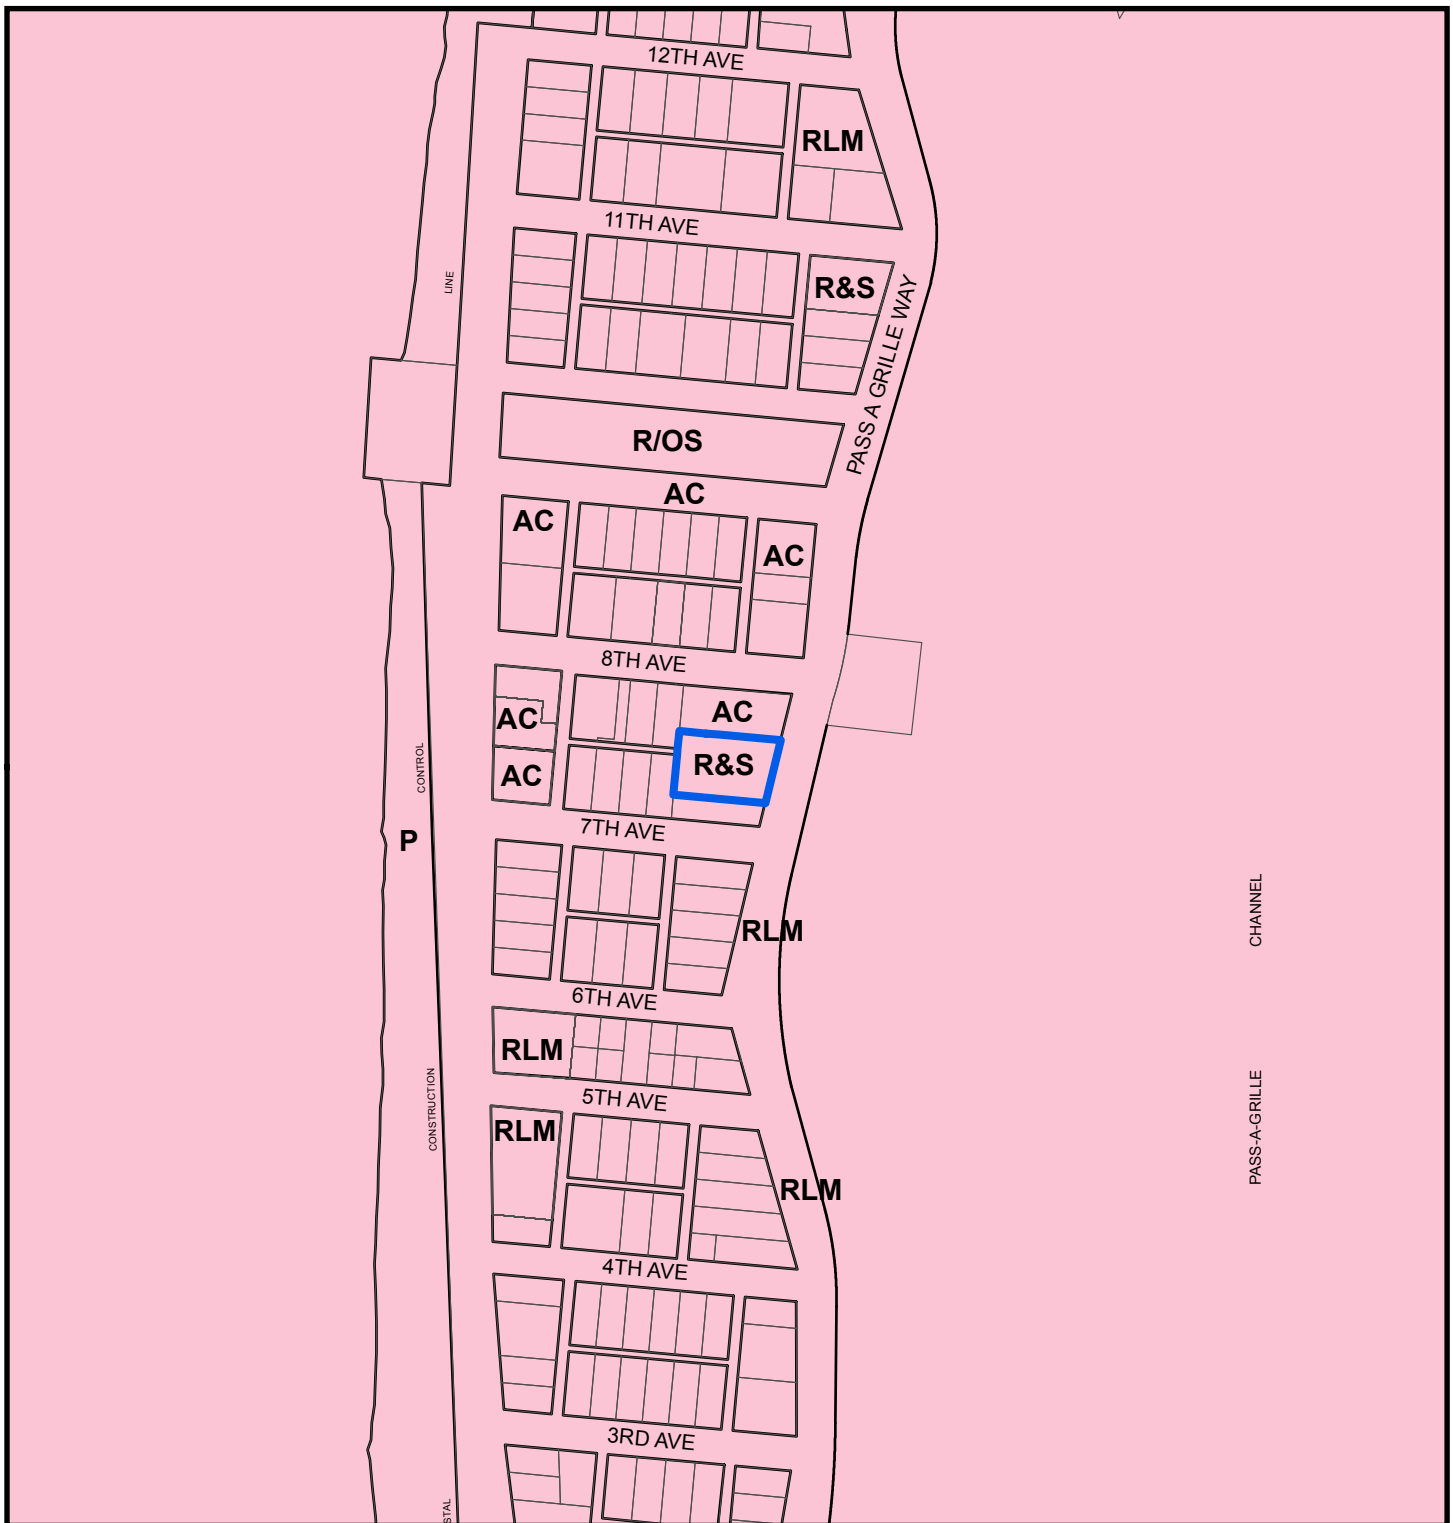 12TH AVE
RLM
11TH AVE
LINE
R&S
PASS A GRILLE WAY
R/OS
AC
AC
AC
8TH AVE
AC
AC
R&S
AC
CONTROL
7TH AVE
P
RLM
CHANNEL
6TH AVE
RLM
5TH AVE
PASS-A-GRILLE
CONSTRUCTION
RLM
RLM
4TH AVE
3RD AVE
STAL